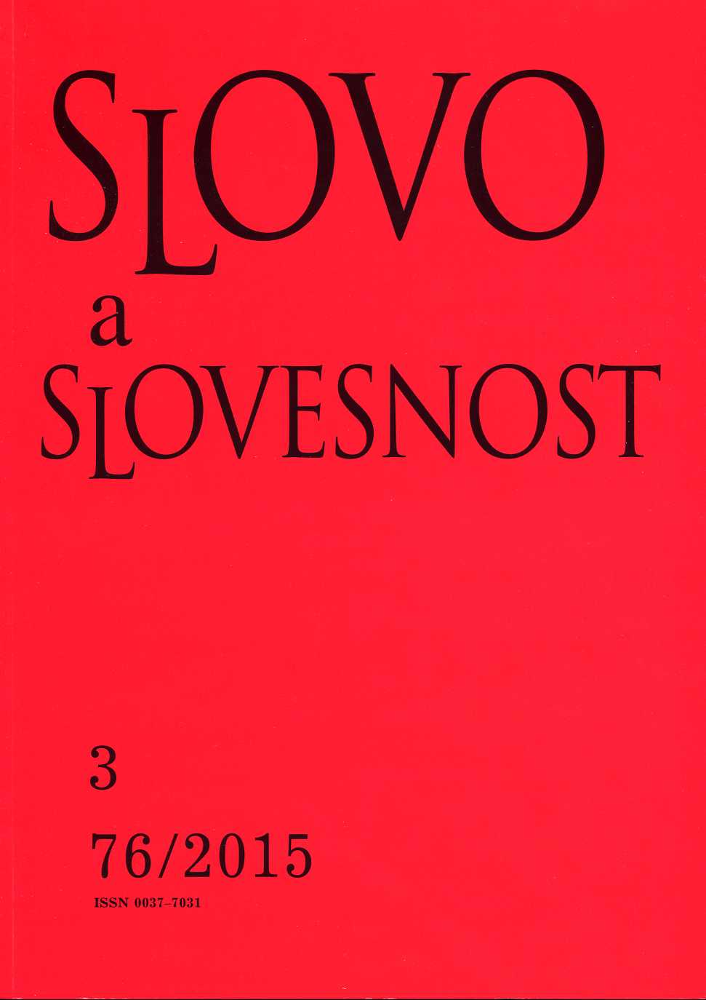 SLOVO
a
SLOVESNOST
3
76/2015
ISSN 0037–7031